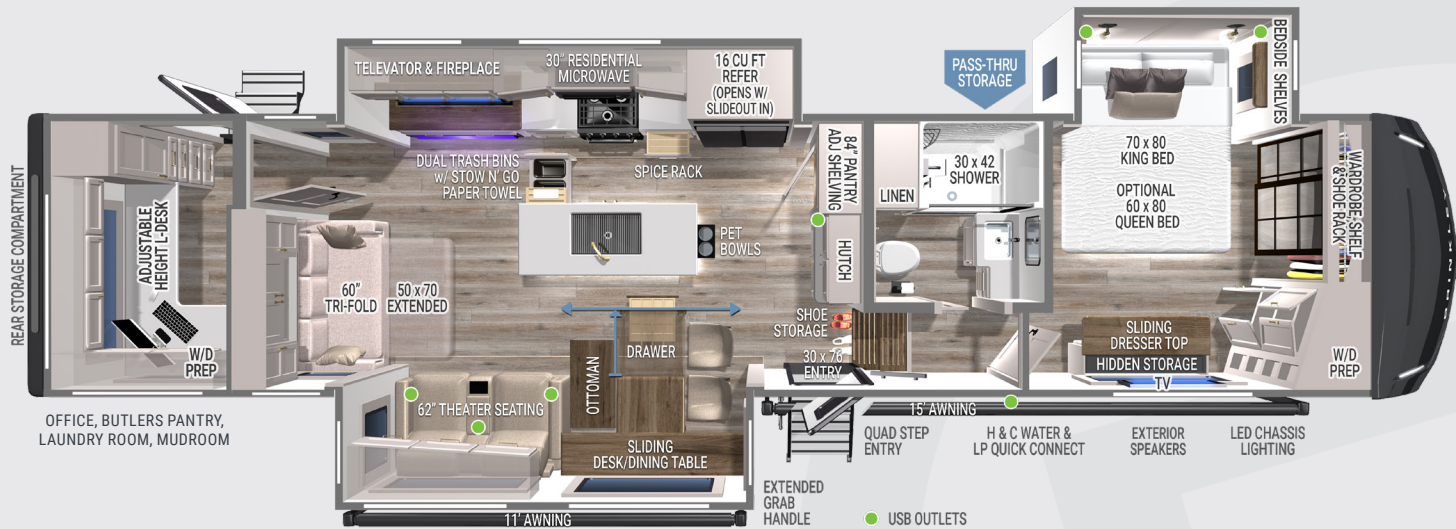 TELEVATOR & FIREPLACE
30" RESIDENTIAL
MICROWAVE
16 CU FT
REFER
(OPENS W/
SLIDEOUT IN)
PASS-THRU
STORAGE
BEDSIDE SHELVES
REAR STORAGE COMPARTMENT
ADJUSTABLE
HEIGHT L-DESK
W/D
PREP
DUAL TRASH BINS
w/ STOW N' GO
PAPER TOWEL
SPICE RACK
84" PANTRY
ADJ SHELVING
LINEN
30 x 42
SHOWER
70 x 80
KING BED
OPTIONAL
60 x 80
QUEEN BED
WARDROBE, SHELF
& SHOE RACK
PET
BOWLS
HUTCH
60"
TRI-FOLD
50 x 70
EXTENDED
SHOE
STORAGE
DRAWER
OTTOMAN
30 x 76
ENTRY
SLIDING
DRESSER TOP
HIDDEN STORAGE
TV
W/D
PREP
62" THEATER SEATING
SLIDING
DESK/DINING TABLE
15' AWNING
OFFICE, BUTLERS PANTRY,
LAUNDRY ROOM, MUDROOM
QUAD STEP
ENTRY
H & C WATER &
LP QUICK CONNECT
EXTERIOR
SPEAKERS
LED CHASSIS
LIGHTING
EXTENDED
GRAB
HANDLE
11' AWNING
USB OUTLETS